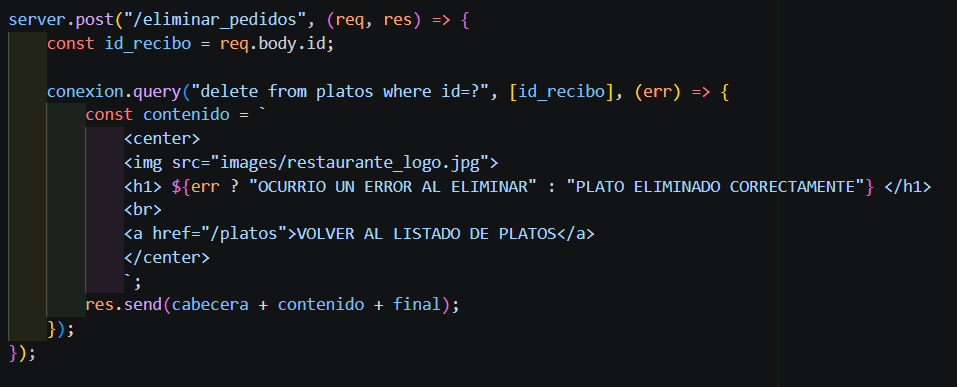 server.post("/eliminar_pedidos", (req, res) => {
const id_recibo = req.body.id;
conexion.query("delete from platos where id=?", [id_recibo], (err) => {
const contenido = `
<center>
<img src="images/restaurante_logo.jpg">
<h1> ${err ? "OCURRIO UN ERROR AL ELIMINAR" : "PLATO ELIMINADO CORRECTAMENTE"} </h1>
<br>
<a href="/platos">VOLVER AL LISTADO DE PLATOS</a>
</center>
`;
res.send(cabecera + contenido + final);
});
});